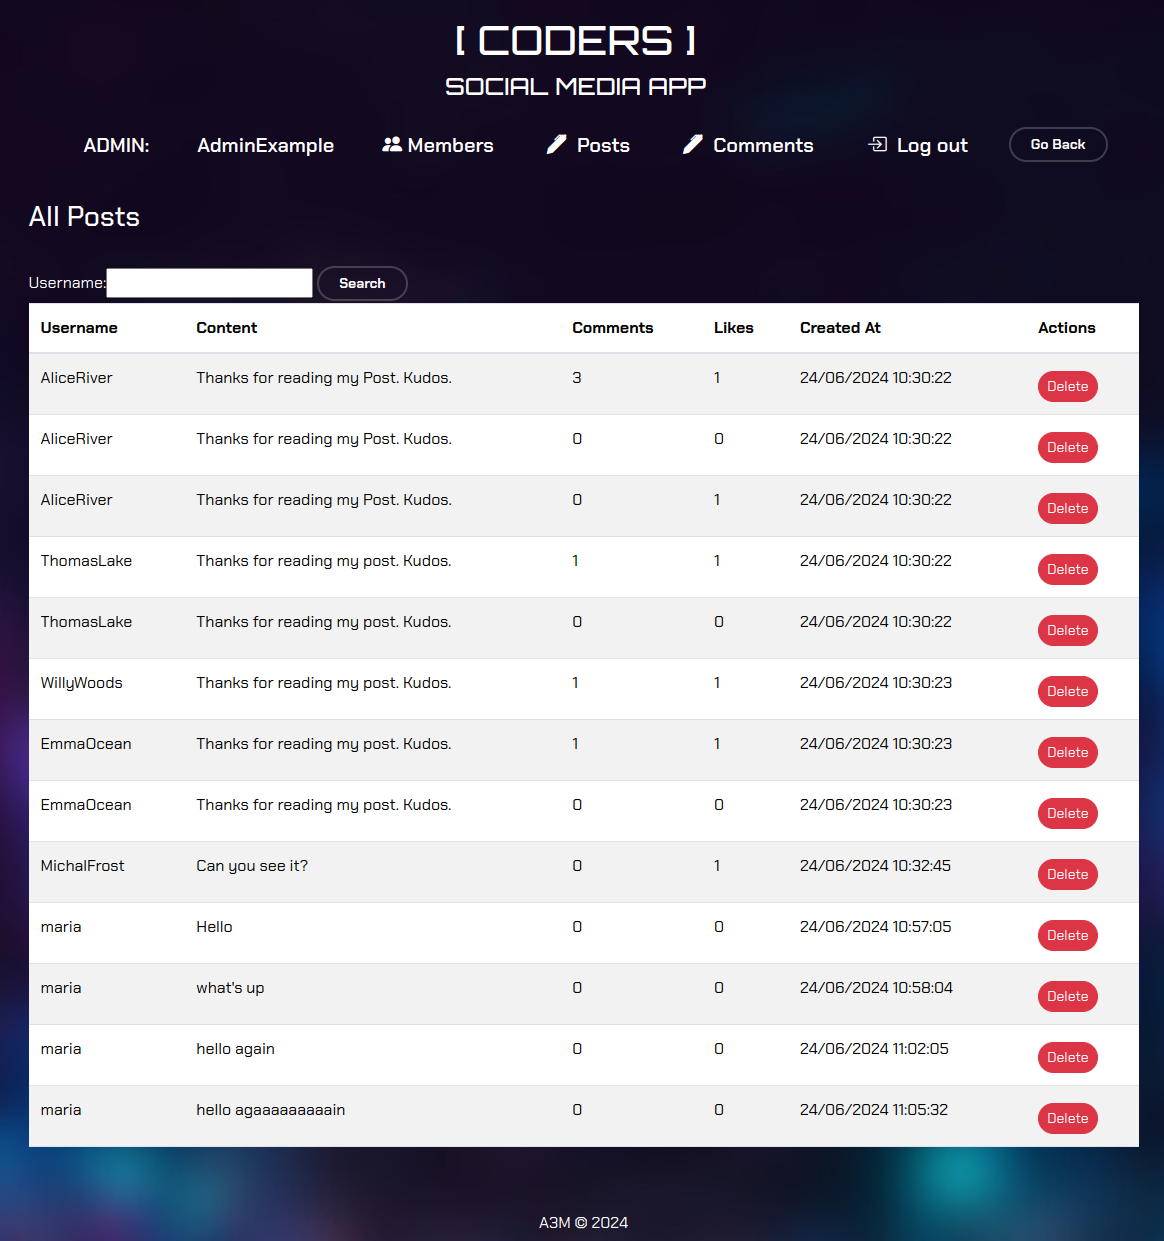 [ CODERS ]
SOCIAL MEDIA APP
ADMIN: AdminExample Members Posts Comments Log out Go Back
All Posts
Username: Search
Username Content Comments Likes Created At Actions
AliceRiver Thanks for reading my Post. Kudos. 3 1 24/06/2024 10:30:22 Delete
AliceRiver Thanks for reading my Post. Kudos. 0 0 24/06/2024 10:30:22 Delete
AliceRiver Thanks for reading my Post. Kudos. 0 1 24/06/2024 10:30:22 Delete
ThomasLake Thanks for reading my post. Kudos. 1 1 24/06/2024 10:30:22 Delete
ThomasLake Thanks for reading my post. Kudos. 0 0 24/06/2024 10:30:22 Delete
WillyWoods Thanks for reading my post. Kudos. 1 1 24/06/2024 10:30:23 Delete
EmmaOcean Thanks for reading my post. Kudos. 1 1 24/06/2024 10:30:23 Delete
EmmaOcean Thanks for reading my post. Kudos. 0 0 24/06/2024 10:30:23 Delete
MichalFrost Can you see it? 0 1 24/06/2024 10:32:45 Delete
maria Hello 0 0 24/06/2024 10:57:05 Delete
maria what's up 0 0 24/06/2024 10:58:04 Delete
maria hello again 0 0 24/06/2024 11:02:05 Delete
maria hello agaaaaaaaaain 0 0 24/06/2024 11:05:32 Delete
A3M © 2024